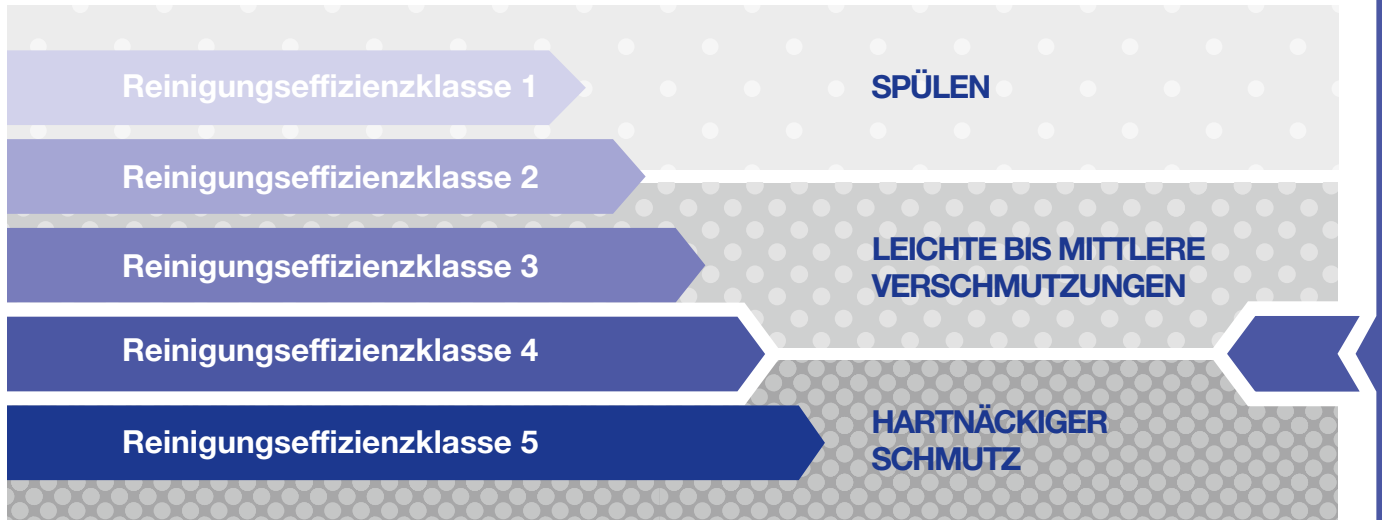 Reinigungseffizienzklasse 1
SPÜLEN
Reinigungseffizienzklasse 2
Reinigungseffizienzklasse 3
LEICHTE BIS MITTLERE
VERSCHMUTZUNGEN
Reinigungseffizienzklasse 4
Reinigungseffizienzklasse 5
HARTNÄCKIGER
SCHMUTZ